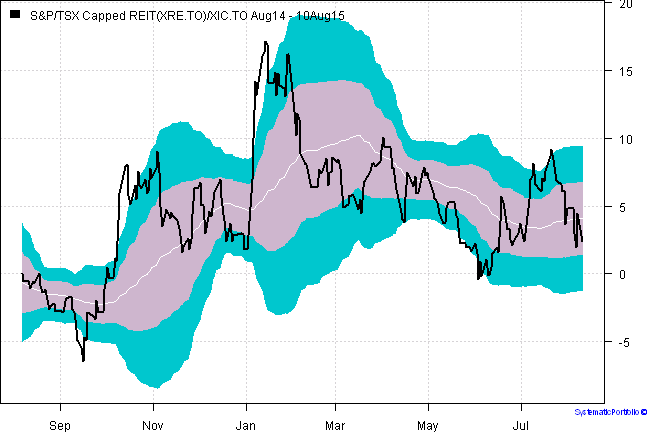 S&P/TSX Capped REIT(XRE.TO)/XIC.TO Aug14 - 10Aug15
20
15
10
5
0
-5
Sep
Nov
Jan
Mar
May
Jul
SystematicPortfolio ©